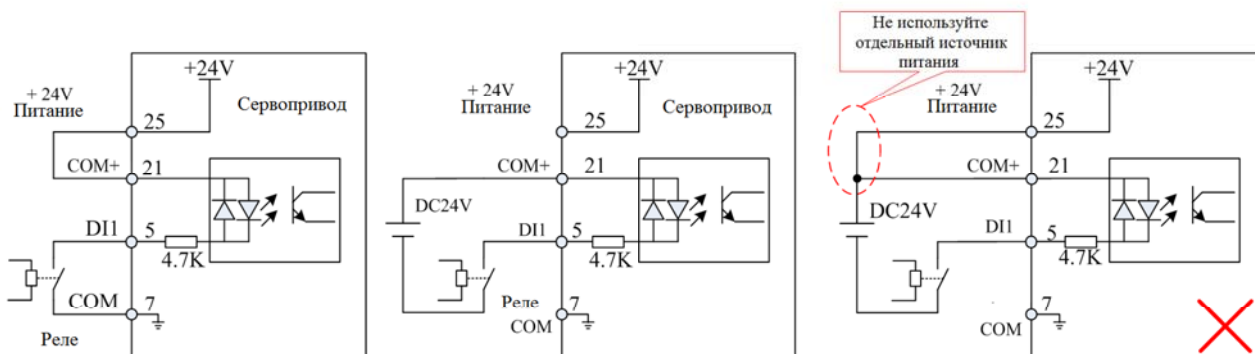 +24V
+ 24V
Питание
Сервопривод
25
COM+
21
DI1
5
4.7K
COM
7
Реле
+24V
+ 24V
Питание
Сервопривод
25
COM+
21
DC24V
DI1
5
4.7K
Реле
COM
7
Не используйте
отдельный источник
питания
+24V
+ 24V
Питание
Сервопривод
25
COM+
21
DC24V
DI1
5
4.7K
COM
7